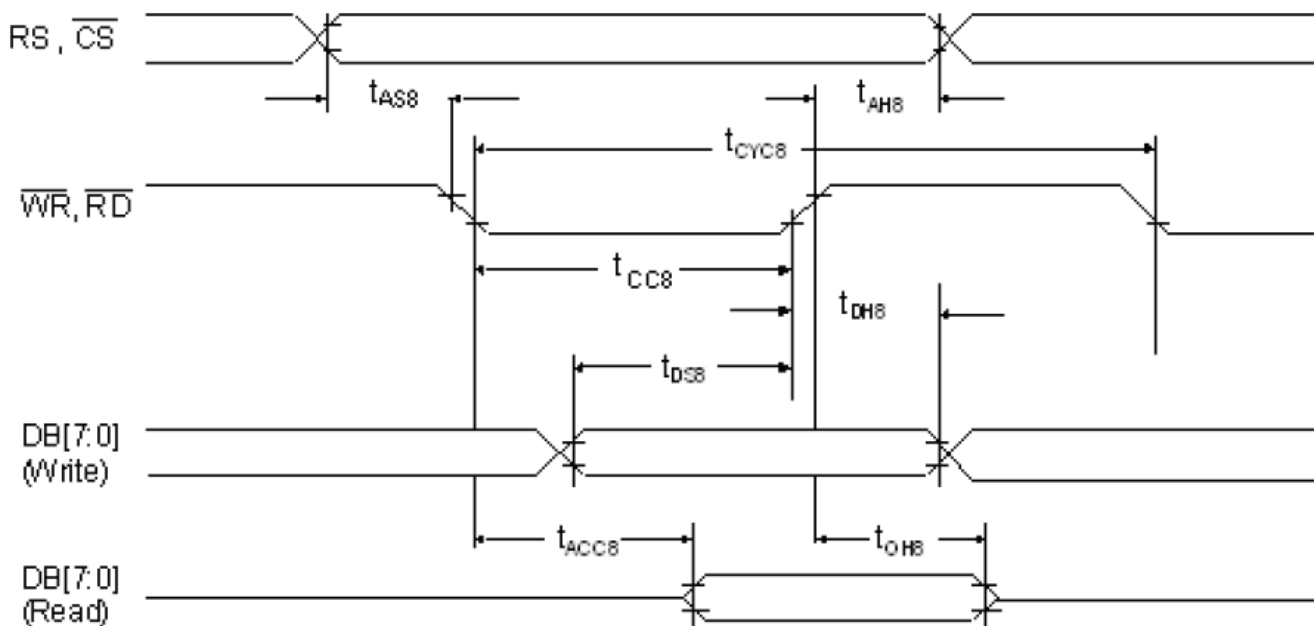 RS , CS
tAS8
tAH8
tCYC8
WR, RD
tCC8
tDH8
tDS8
DB[7:0]
(Write)
tACC8
tOH8
DB[7:0]
(Read)